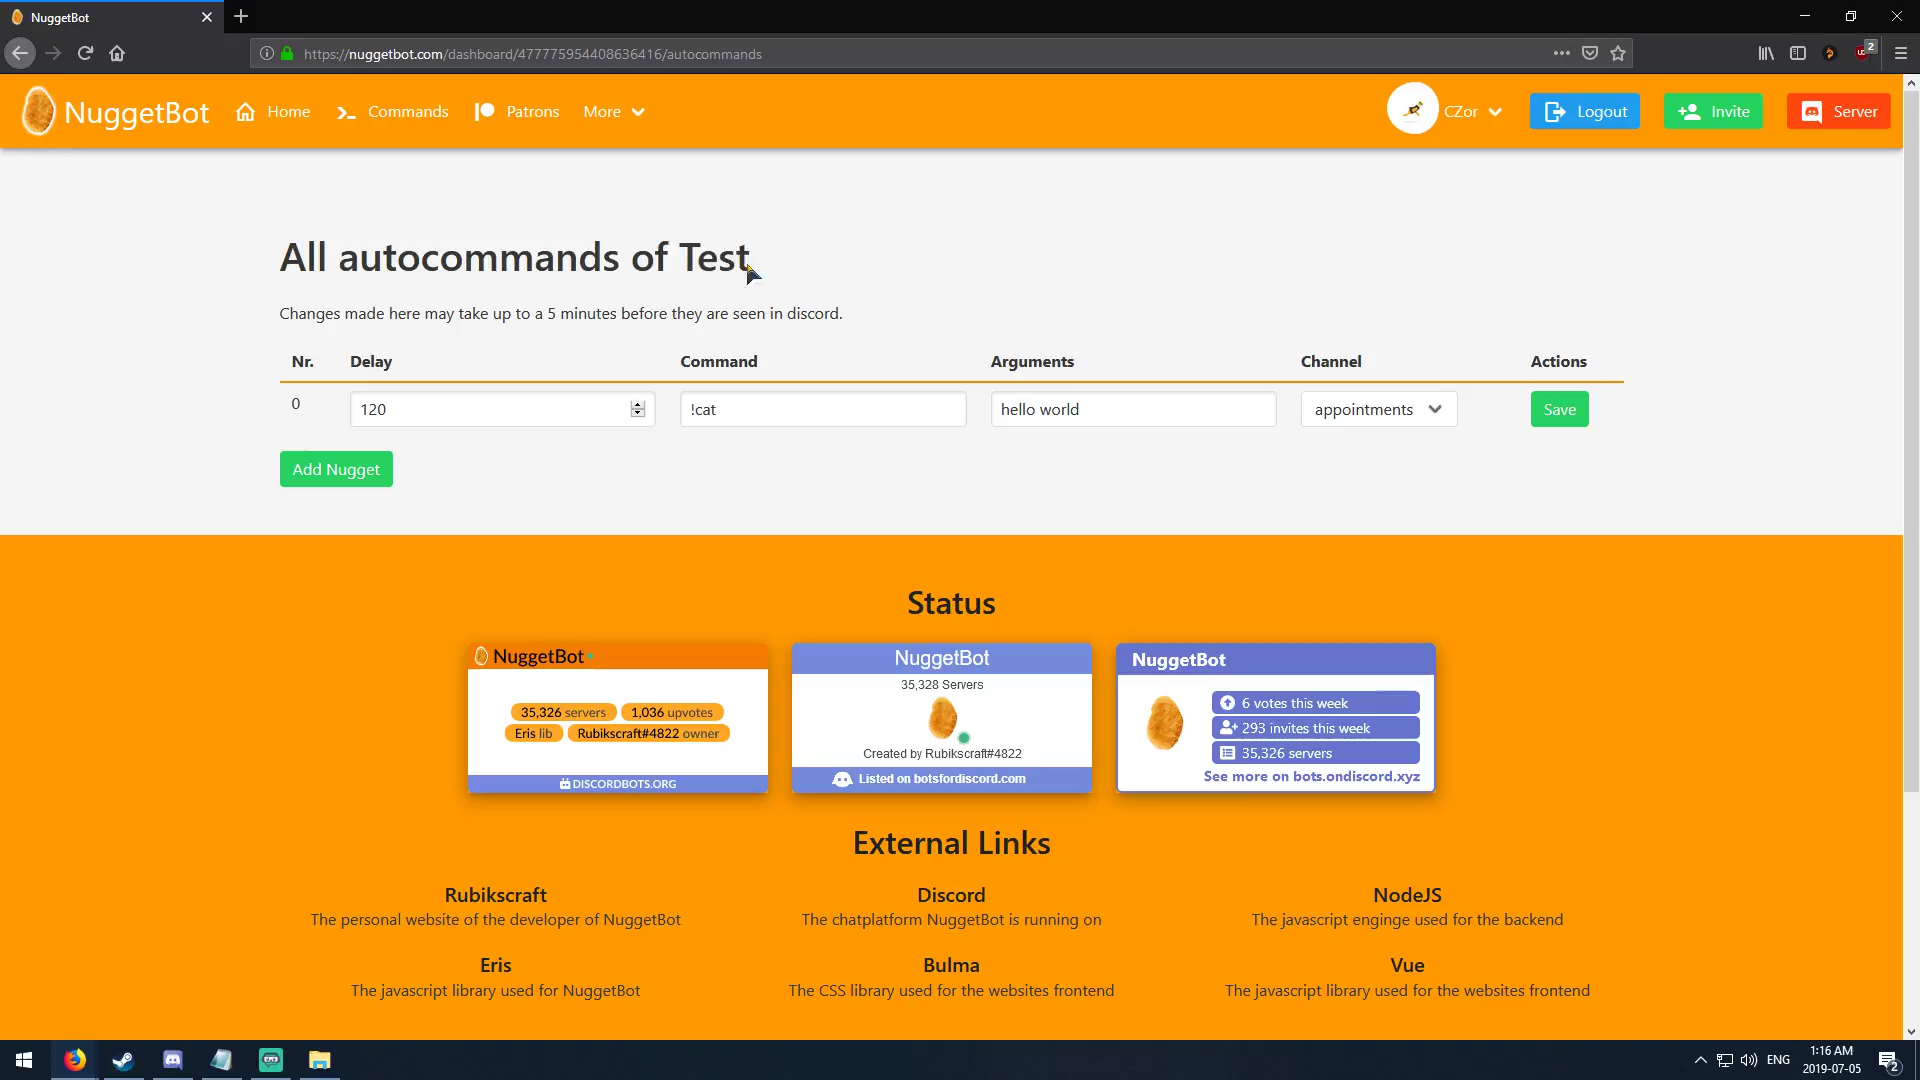 NuggetBot
https://nuggetbot.com/dashboard/477775954408636416/autocommands
2
NuggetBot
Home
Commands
Patrons
More
CZor
Logout
Invite
Server
All autocommands of Test
Changes made here may take up to a 5 minutes before they are seen in discord.
Nr. Delay Command Arguments Channel Actions
0 120 !cat hello world appointments Save
Add Nugget
Status
NuggetBot
35,326 servers 1,036 upvotes
Eris lib Rubikscraft#4822 owner
DISCORDBOTS.ORG
NuggetBot
35,328 Servers
Created by Rubikscraft#4822
Listed on botsfordiscord.com
NuggetBot
6 votes this week
293 invites this week
35,326 servers
See more on bots.ondiscord.xyz
External Links
Rubikscraft
The personal website of the developer of NuggetBot
Discord
The chatplatform NuggetBot is running on
NodeJS
The javascript enginge used for the backend
Eris
The javascript library used for NuggetBot
Bulma
The CSS library used for the websites frontend
Vue
The javascript library used for the websites frontend
ENG
1:16 AM
2019-07-05
2